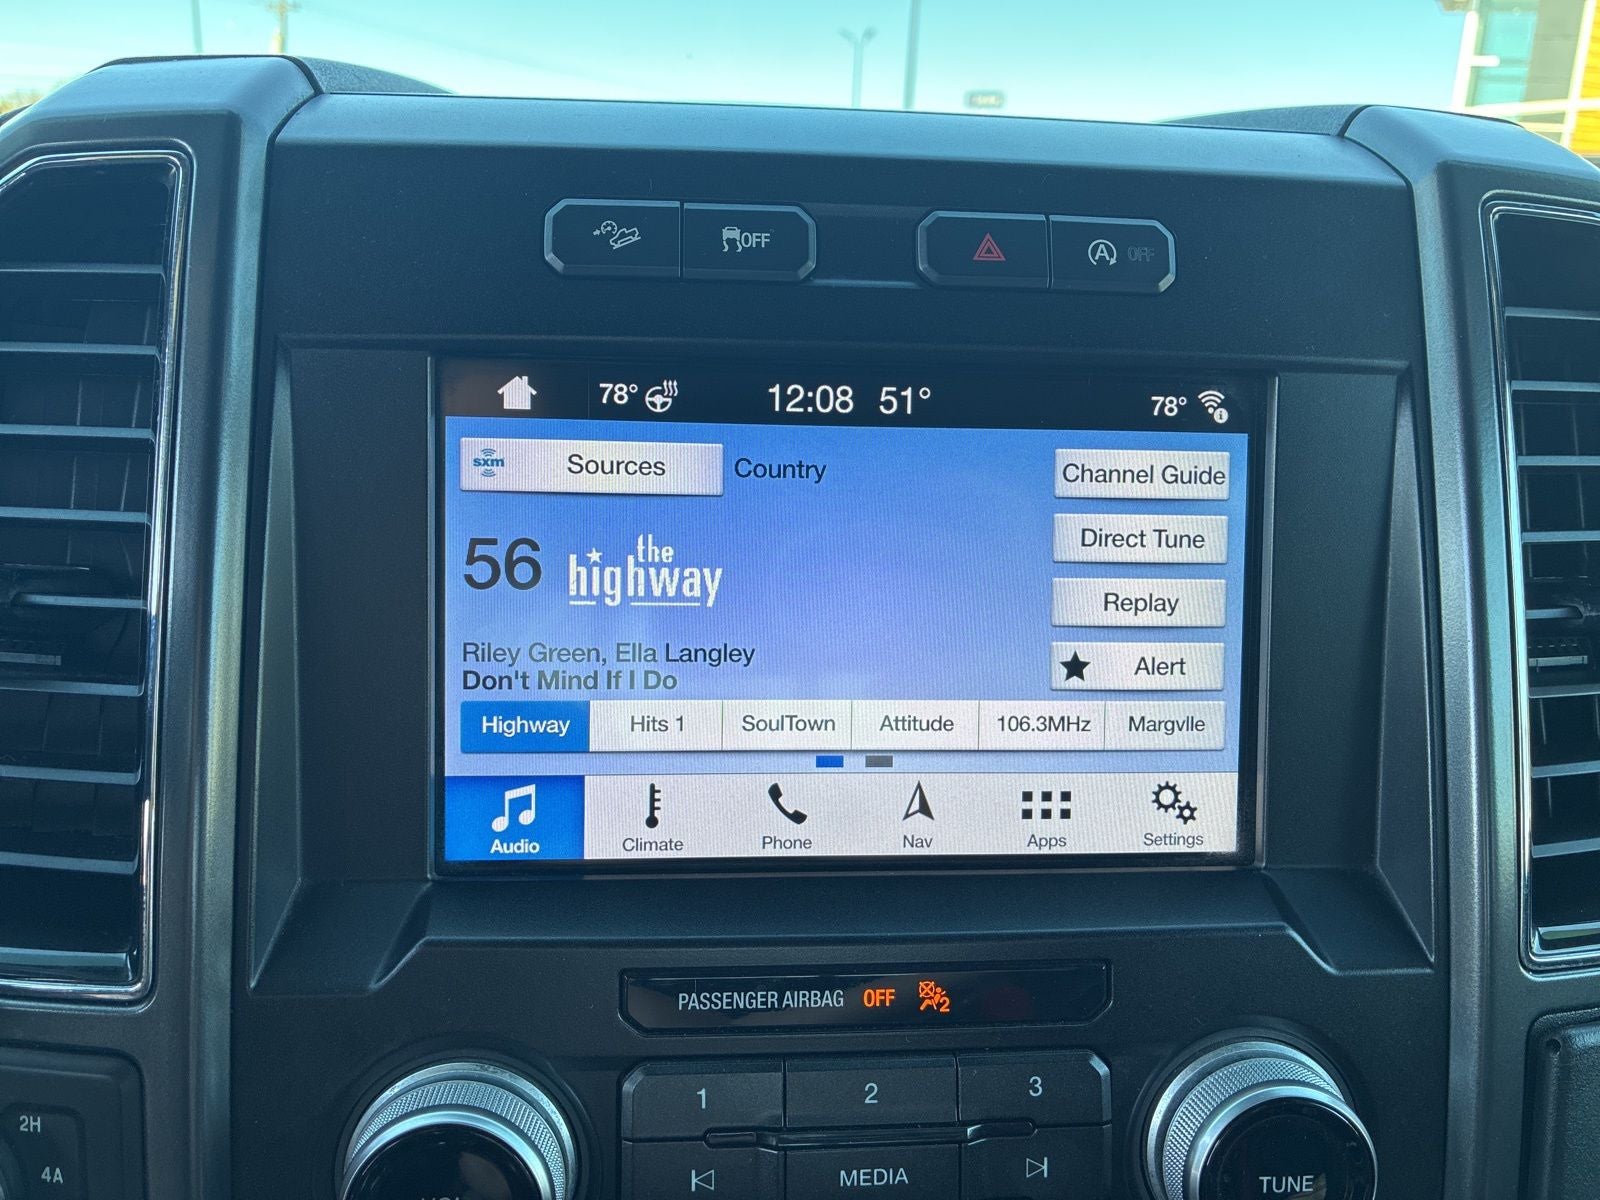 OFF
A OFF
78° 12:08 51° 78°
sxm Sources Country Channel Guide
56 the highway Direct Tune
Replay
Riley Green, Ella Langley
Don't Mind If I Do
Alert
Highway Hits 1 SoulTown Attitude 106.3MHz Margvlle
Audio Climate Phone Nav Apps Settings
PASSENGER AIRBAG OFF 2
1 2 3
2H
4A
MEDIA
TUNE